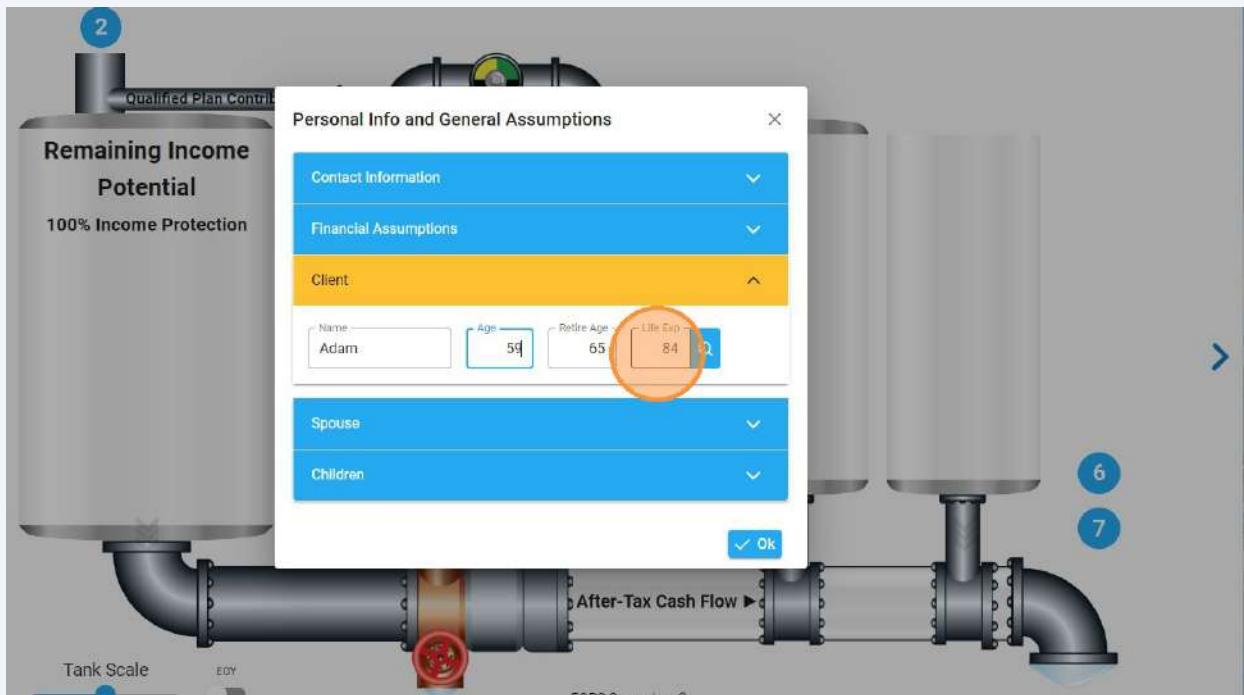 2
Qualified Plan Contrib
Remaining Income
Potential
100% Income Protection
Personal Info and General Assumptions
Contact Information
Financial Assumptions
Client
Name
Adam
Age
59
Retire Age
65
Life Exp
84
Spouse
Children
Ok
6
7
After-Tax Cash Flow
Tank Scale
EOY